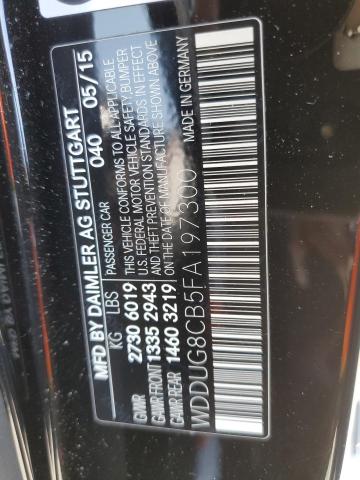 MFD BY DAIMLER AG STUTTGART
040 05/15
KG LBS PASSENGER CAR
GWR 2730 6019 THIS VEHICLE CONFORMS TO ALL APPLICABLE
GAWR FRONT 1335 2943 U.S. FEDERAL MOTOR VEHICLE SAFETY BUMPER
GAWR REAR 1460 3219 AND THEFT PREVENTION STANDARDS IN EFFECT
ON THE DATE OF MANUFACTURE SHOWN ABOVE
WDDUG8CB5FA197300 MADE IN GERMANY